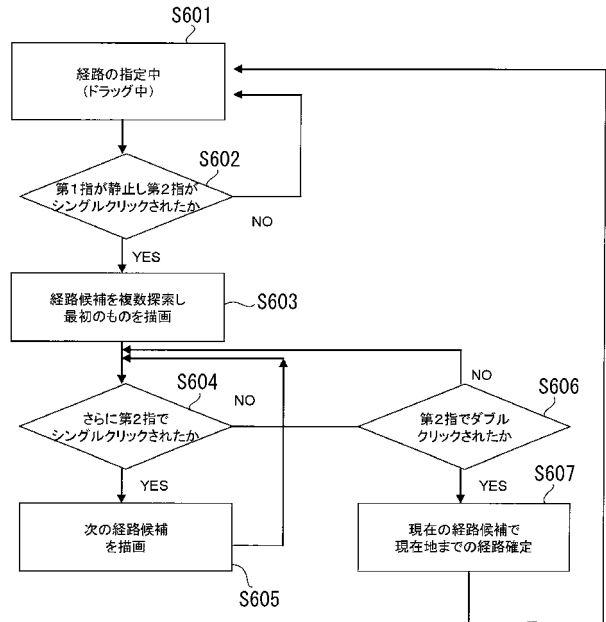 S601
経路の指定中
(ドラッグ中)
S602
第1指が静止し第2指が
シングルクリックされたか
NO
YES
経路候補を複数探索し
最初のものを描画
S603
S604
さらに第2指で
シングルクリックされたか
NO
YES
次の経路候補
を描画
S605
NO
S606
第2指でダブル
クリックされたか
YES
S607
現在の経路候補で
現在地までの経路確定